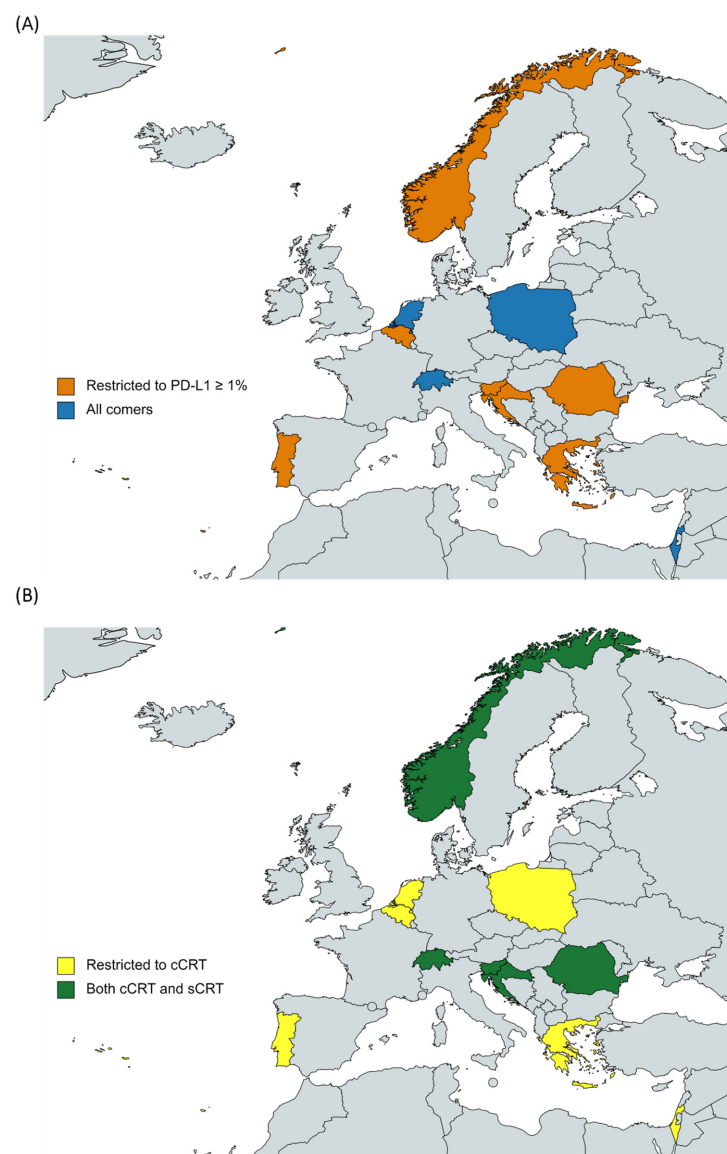 (A)
Restricted to PD-L1 ≥ 1%
All comers
(B)
Restricted to cCRT
Both cCRT and sCRT